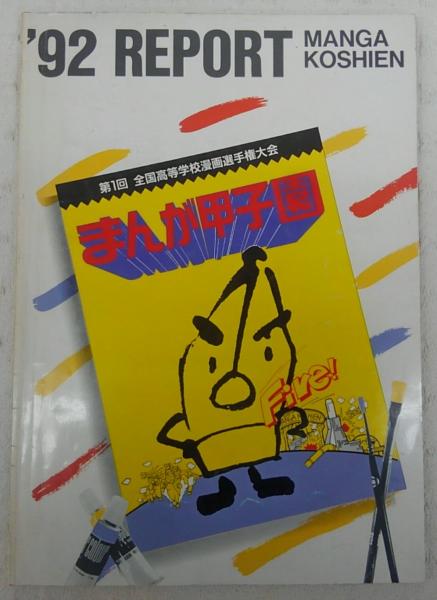 '92 REPORT
MANGA
KOSHIEN
第1回 全国高等学校漫画選手権大会
まんが甲子園
Fire!